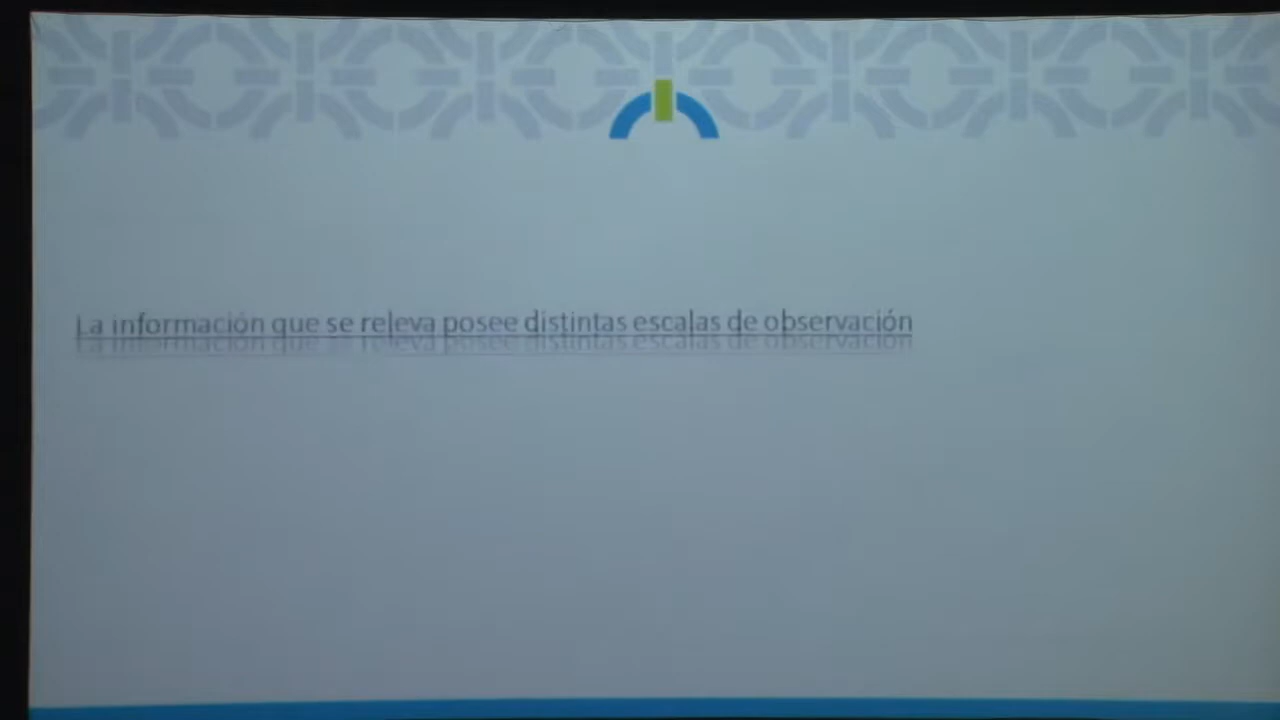 La información que se releva posee distintas escalas de observación